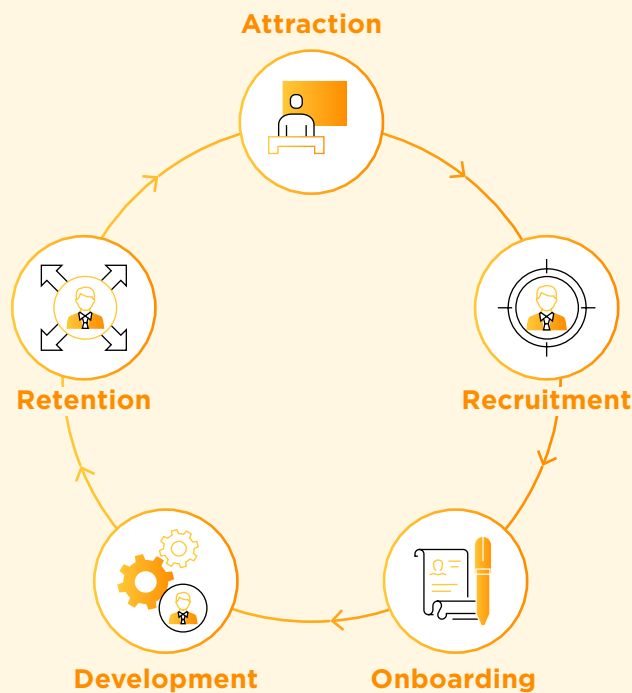 Attraction
Recruitment
Onboarding
Development
Retention